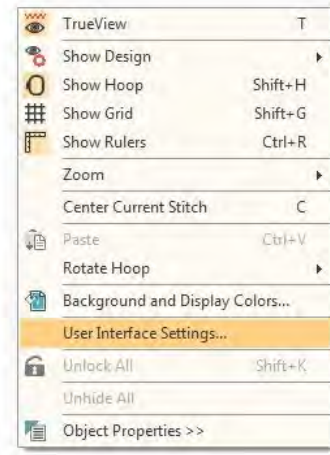 TrueView T
Show Design
Show Hoop Shift+H
Show Grid Shift+G
Show Rulers Ctrl+R
Zoom
Center Current Stitch C
Paste Ctrl+V
Rotate Hoop
Background and Display Colors...
User Interface Settings...
Unlock All Shift+K
Unhide All
Object Properties >>